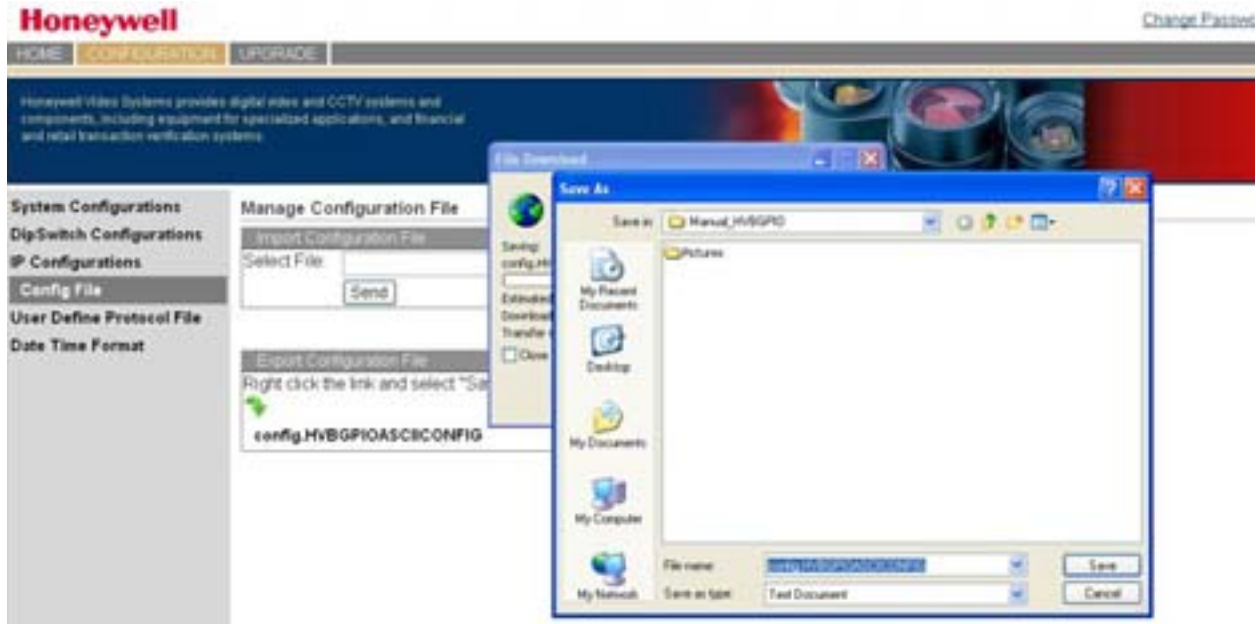 Honeywell
Change Passwo
HOME
CONFIGURATION
UPGRADE
Honeywell Video Systems provides digital video and CCTV systems and
components, including equipment for specialized applications, and financial
and retail transaction verification systems.
System Configurations
DipSwitch Configurations
IP Configurations
Config File
User Define Protocol File
Date Time Format
Manage Configuration File
Import Configuration File
Select File:
Send
Export Configuration File
Right click the link and select "Sa
config.HVBGPIOASCIICONFIG
File Download
Saving:
config.HV
Estimated
Download
Transfer
Close
Save As
Save in:
Manual_HVBGPIO
Pictures
My Recent
Documents
Desktop
My Documents
My Computer
My Network
File name:
config.HVBGPIOASCIICONFIG
Save
Save as type:
Text Document
Cancel